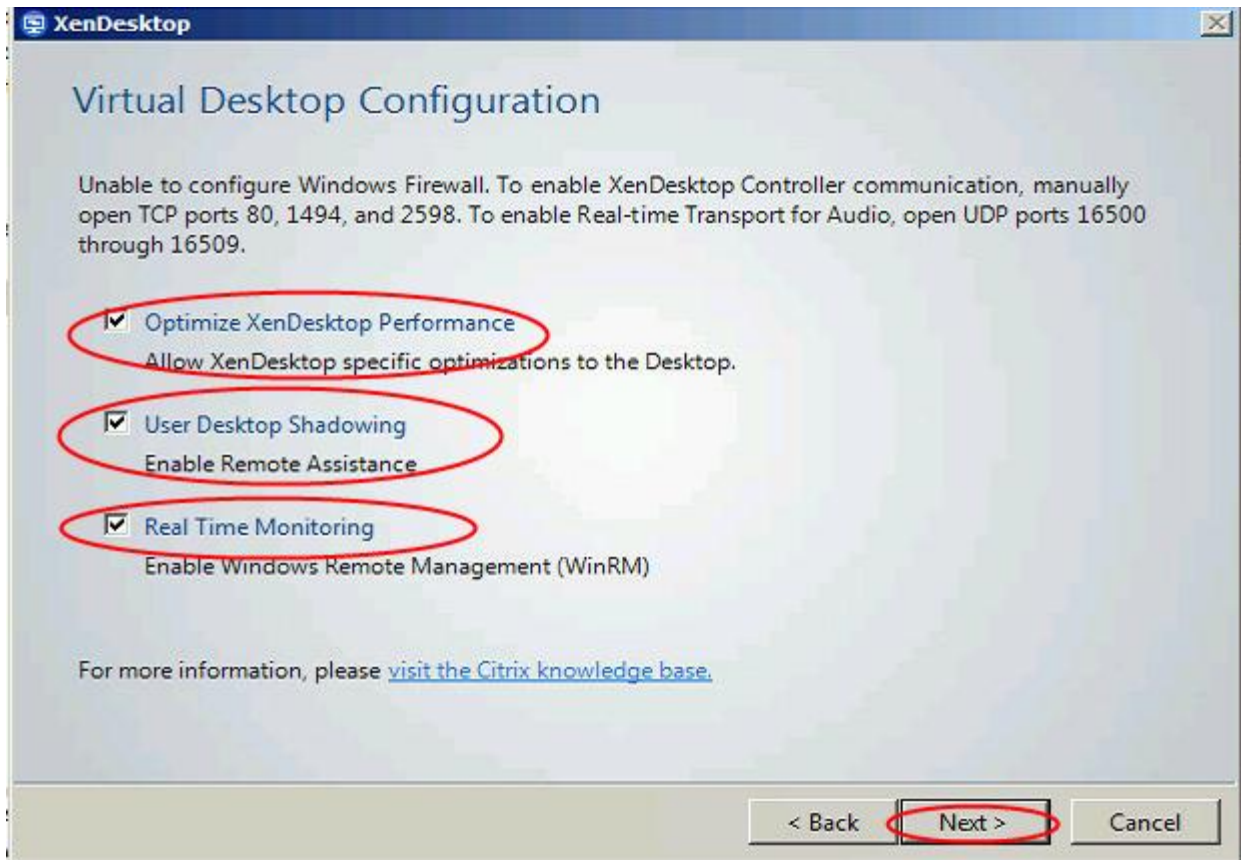 XenDesktop
Virtual Desktop Configuration
Unable to configure Windows Firewall. To enable XenDesktop Controller communication, manually
open TCP ports 80, 1494, and 2598. To enable Real-time Transport for Audio, open UDP ports 16500
through 16509.
Optimize XenDesktop Performance
Allow XenDesktop specific optimizations to the Desktop.
User Desktop Shadowing
Enable Remote Assistance
Real Time Monitoring
Enable Windows Remote Management (WinRM)
For more information, please visit the Citrix knowledge base.
< Back Next > Cancel